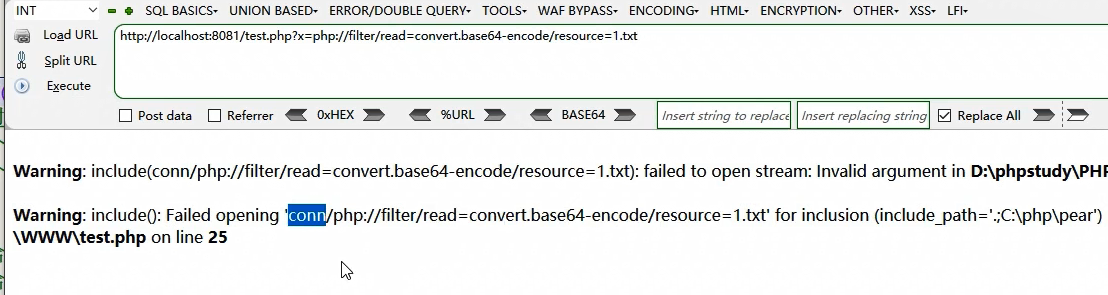 INT SQL BASICS UNION BASED ERROR/DOUBLE QUERY TOOLS WAF BYPASS ENCODING HTML ENCRYPTION OTHER XSS LFI
Load URL http://localhost:8081/test.php?x=php://filter/read=convert.base64-encode/resource=1.txt
Split URL
Execute
Post data Referrer 0xHEX %URL BASE64 Insert string to replace Insert replacing string Replace All
Warning: include(conn/php://filter/read=convert.base64-encode/resource=1.txt): failed to open stream: Invalid argument in D:\phpstudy\PHP
Warning: include(): Failed opening 'conn/php://filter/read=convert.base64-encode/resource=1.txt' for inclusion (include_path='.;C:\php\pear')
\WWW\test.php on line 25